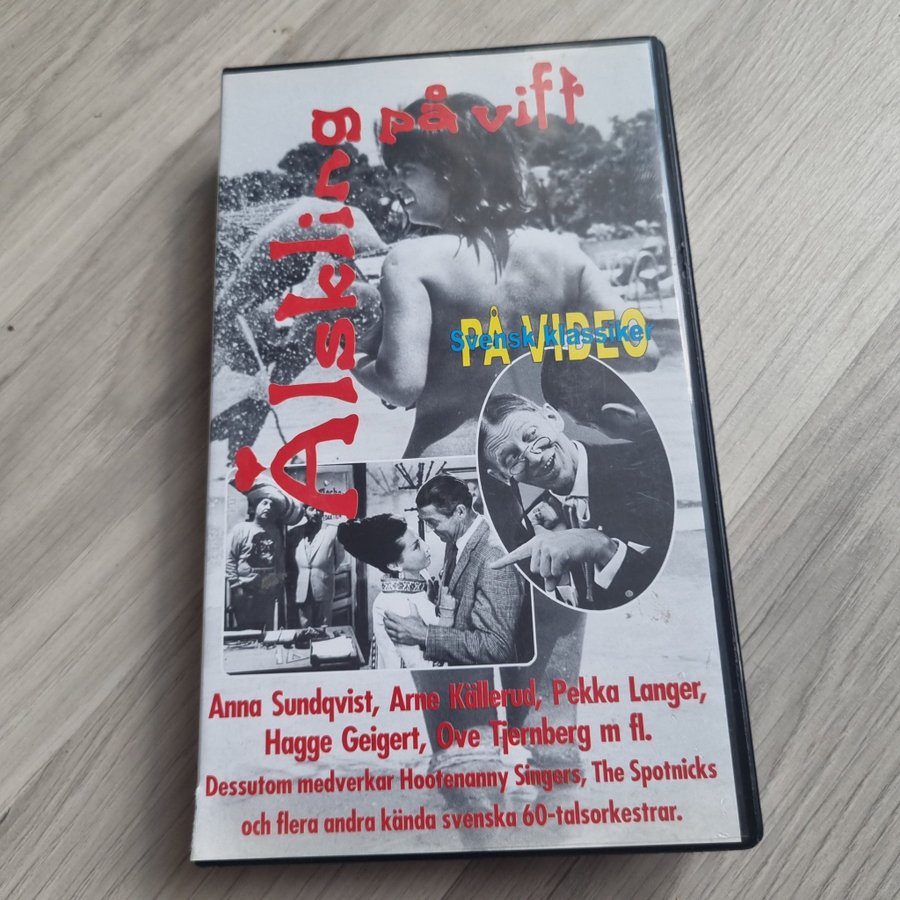 Älskling på vift
Svensk klassiker
PÅ VIDEO
Anna Sundqvist, Arne Källerud, Pekka Langer,
Hagge Geigert, Ove Tjernberg m fl.
Dessutom medverkar Hootenanny Singers, The Spotnicks
och flera andra kända svenska 60-talsorkestrar.